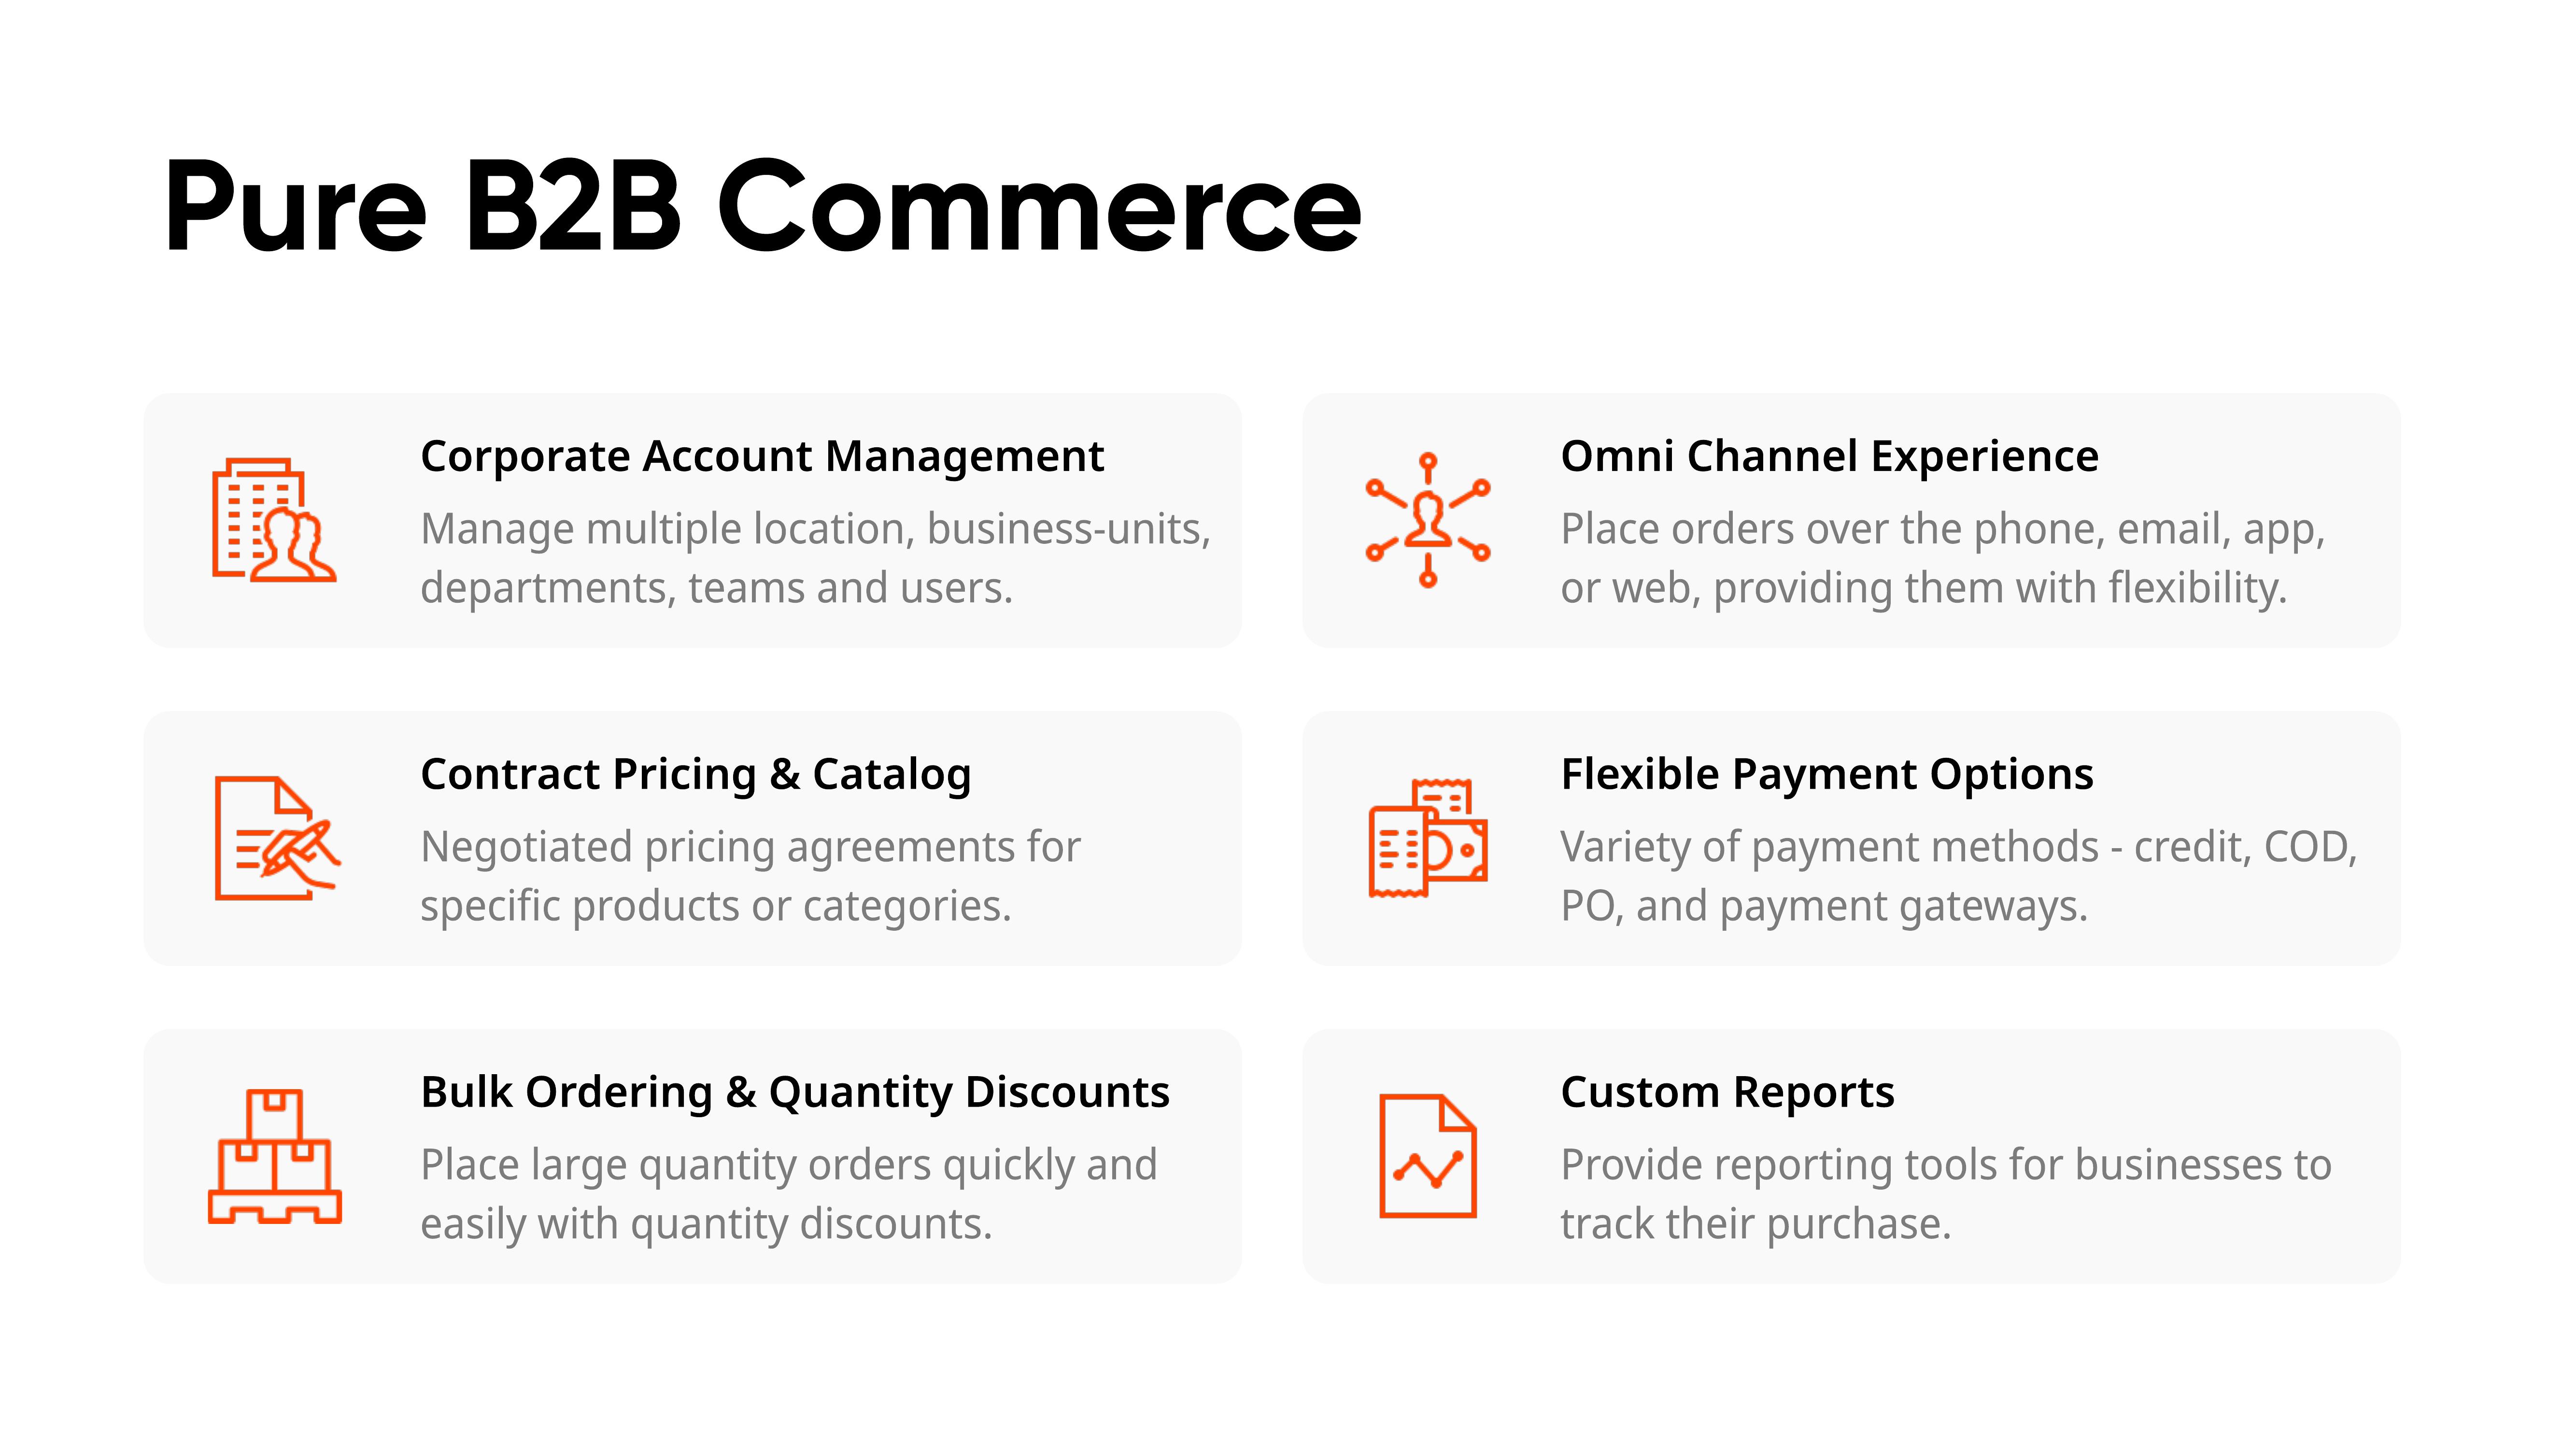 Pure B2B Commerce
Corporate Account Management
Manage multiple location, business-units,
departments, teams and users.
Omni Channel Experience
Place orders over the phone, email, app,
or web, providing them with flexibility.
Contract Pricing & Catalog
Negotiated pricing agreements for
specific products or categories.
Flexible Payment Options
Variety of payment methods - credit, COD,
PO, and payment gateways.
Bulk Ordering & Quantity Discounts
Place large quantity orders quickly and
easily with quantity discounts.
Custom Reports
Provide reporting tools for businesses to
track their purchase.